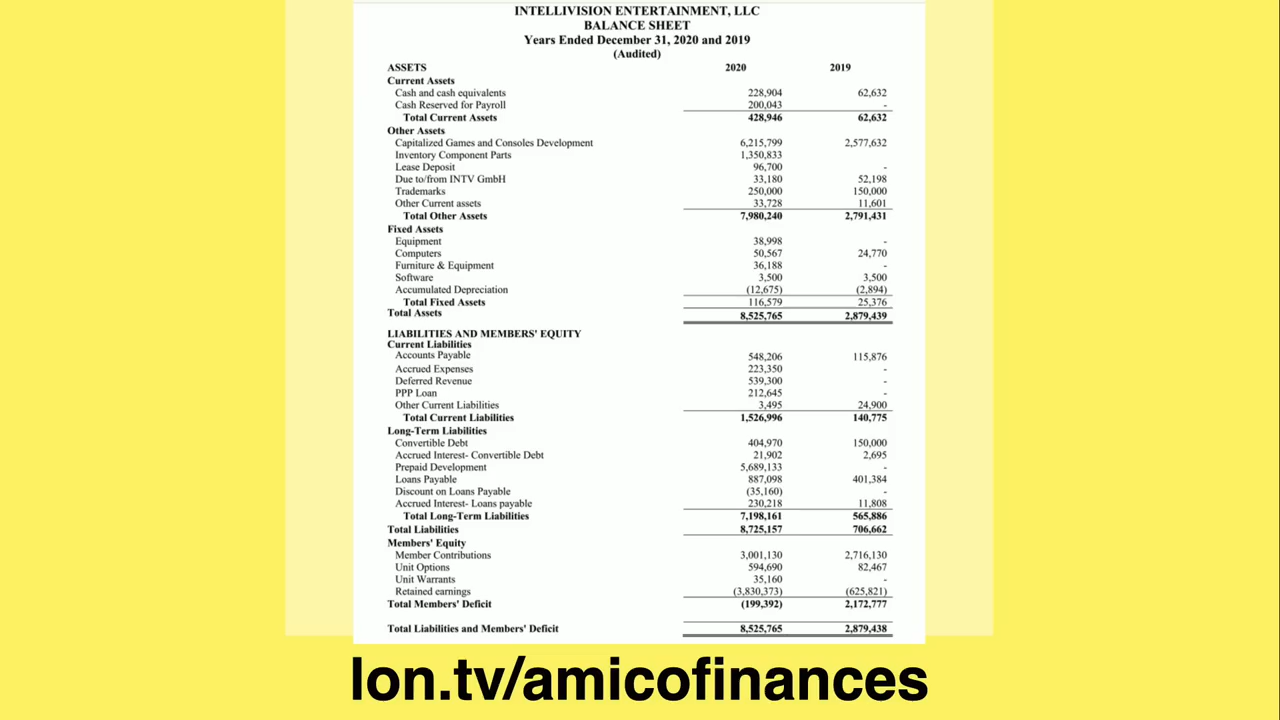 INTELLIVISION ENTERTAINMENT, LLC
BALANCE SHEET
Years Ended December 31, 2020 and 2019
(Audited)
ASSETS 2020 2019
Current Assets
Cash and cash equivalents 228,904 62,632
Cash Reserved for Payroll 200,043 -
Total Current Assets 428,946 62,632
Other Assets
Capitalized Games and Consoles Development 6,215,799 2,577,632
Inventory Component Parts 1,350,833
Lease Deposit 96,700 -
Due to/from INTV GmbH 33,180 52,198
Trademarks 250,000 150,000
Other Current assets 33,728 11,601
Total Other Assets 7,980,240 2,791,431
Fixed Assets
Equipment 38,998 -
Computers 50,567 24,770
Furniture & Equipment 36,188 -
Software 3,500 3,500
Accumulated Depreciation (12,675) (2,894)
Total Fixed Assets 116,579 25,376
Total Assets 8,525,765 2,879,439
LIABILITIES AND MEMBERS' EQUITY
Current Liabilities
Accounts Payable 548,206 115,876
Accrued Expenses 223,350 -
Deferred Revenue 539,300 -
PPP Loan 212,645 -
Other Current Liabilities 3,495 24,900
Total Current Liabilities 1,526,996 140,775
Long-Term Liabilities
Convertible Debt 404,970 150,000
Accrued Interest- Convertible Debt 21,902 2,695
Prepaid Development 5,689,133 -
Loans Payable 887,098 401,384
Discount on Loans Payable (35,160) -
Accrued Interest- Loans payable 230,218 11,808
Total Long-Term Liabilities 7,198,161 565,886
Total Liabilities 8,725,157 706,662
Members' Equity
Member Contributions 3,001,130 2,716,130
Unit Options 594,690 82,467
Unit Warrants 35,160 -
Retained earnings (3,830,373) (625,821)
Total Members' Deficit (199,392) 2,172,777
Total Liabilities and Members' Deficit 8,525,765 2,879,438
lon.tv/amicofinances